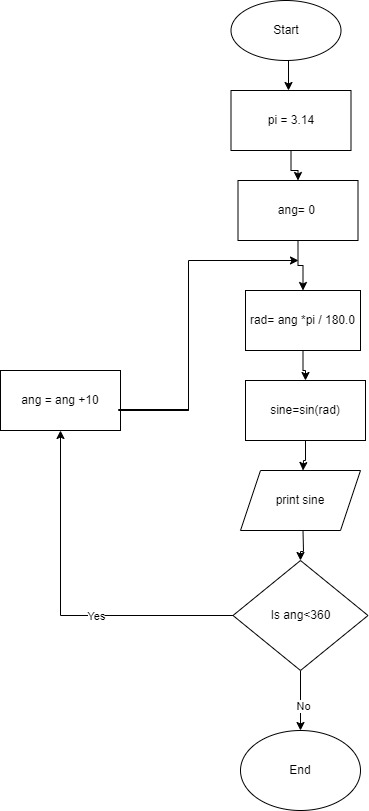 Start
pi = 3.14
ang= 0
rad= ang *pi / 180.0
ang = ang +10
sine=sin(rad)
print sine
Is ang<360
Yes
No
End